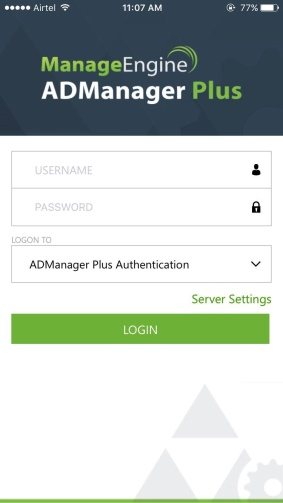 Airtel 11:07 AM 77%
ManageEngine
ADManager Plus
USERNAME
PASSWORD
LOGON TO
ADManager Plus Authentication
Server Settings
LOGIN